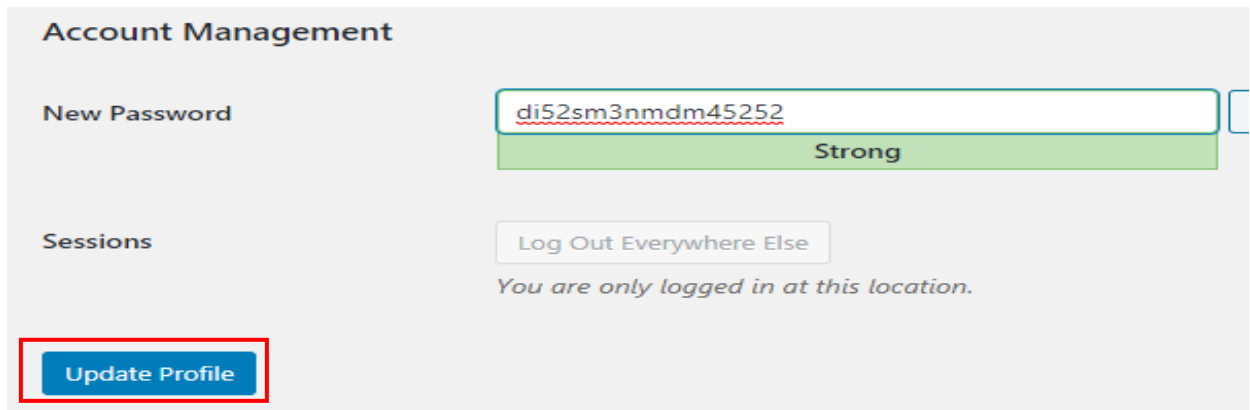 Account Management
New Password
di52sm3nmdm45252
Strong
Sessions
Log Out Everywhere Else
You are only logged in at this location.
Update Profile